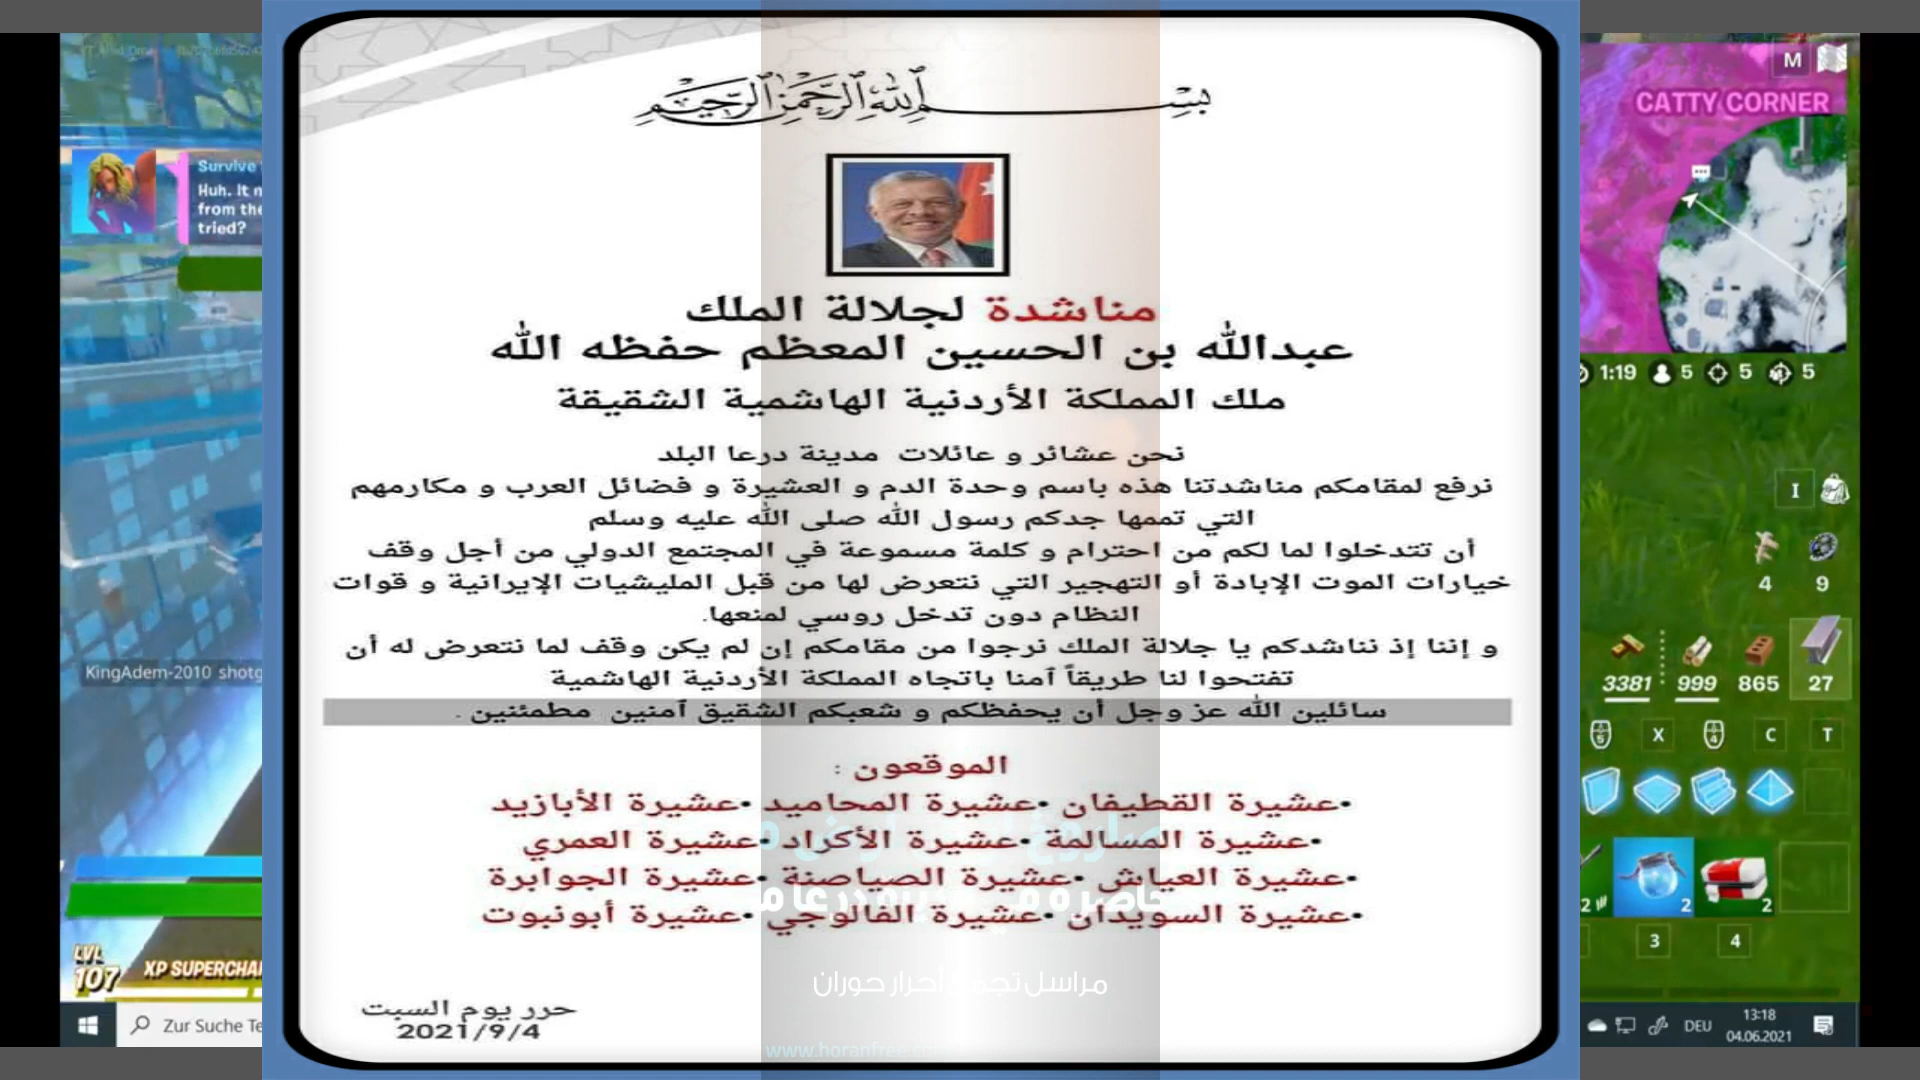 بسم الله الرحمن الرحيم
مناشدة لجلالة الملك
عبدالله بن الحسين المعظم حفظه الله
ملك المملكة الأردنية الهاشمية الشقيقة
نحن عشائر و عائلات مدينة درعا البلد
نرفع لمقامكم مناشدتنا هذه باسم وحدة الدم و العشيرة و فضائل العرب و مكارمهم
التي تممها جدكم رسول الله صلى الله عليه وسلم
أن تتدخلوا لما لكم من احترام و كلمة مسموعة في المجتمع الدولي من أجل وقف
خيارات الموت الإبادة أو التهجير التي نتعرض لها من قبل المليشيات الإيرانية و قوات
النظام دون تدخل روسي لمنعها.
و إننا إذ نناشدكم يا جلالة الملك نرجوا من مقامكم إن لم يكن وقف لما نتعرض له أن
تفتحوا لنا طريقاً آمنا باتجاه المملكة الأردنية الهاشمية
سائلين الله عز وجل أن يحفظكم و شعبكم الشقيق آمنين مطمئنين .
الموقعون :
•عشيرة القطيفان •عشيرة المحاميد •عشيرة الأبازيد
•عشيرة المسالمة •عشيرة الأكراد •عشيرة العمري
•عشيرة العياش •عشيرة الصياصنة •عشيرة الجوابرة
•عشيرة السويدان •عشيرة الفالوجي •عشيرة أبونبوت
مراسل تجمع أحرار حوران
حرر يوم السبت
2021/9/4
Survive
Huh. It
from the
tried?
KingAdem-2010
LVL
107
XP
Zur Suche
M
CATTY CORNER
1:19 5 5 5
I
4 9
3381 999 865 27
5 X 4 C T
2 2 2
3 4
DEU
13:18
04.06.2021